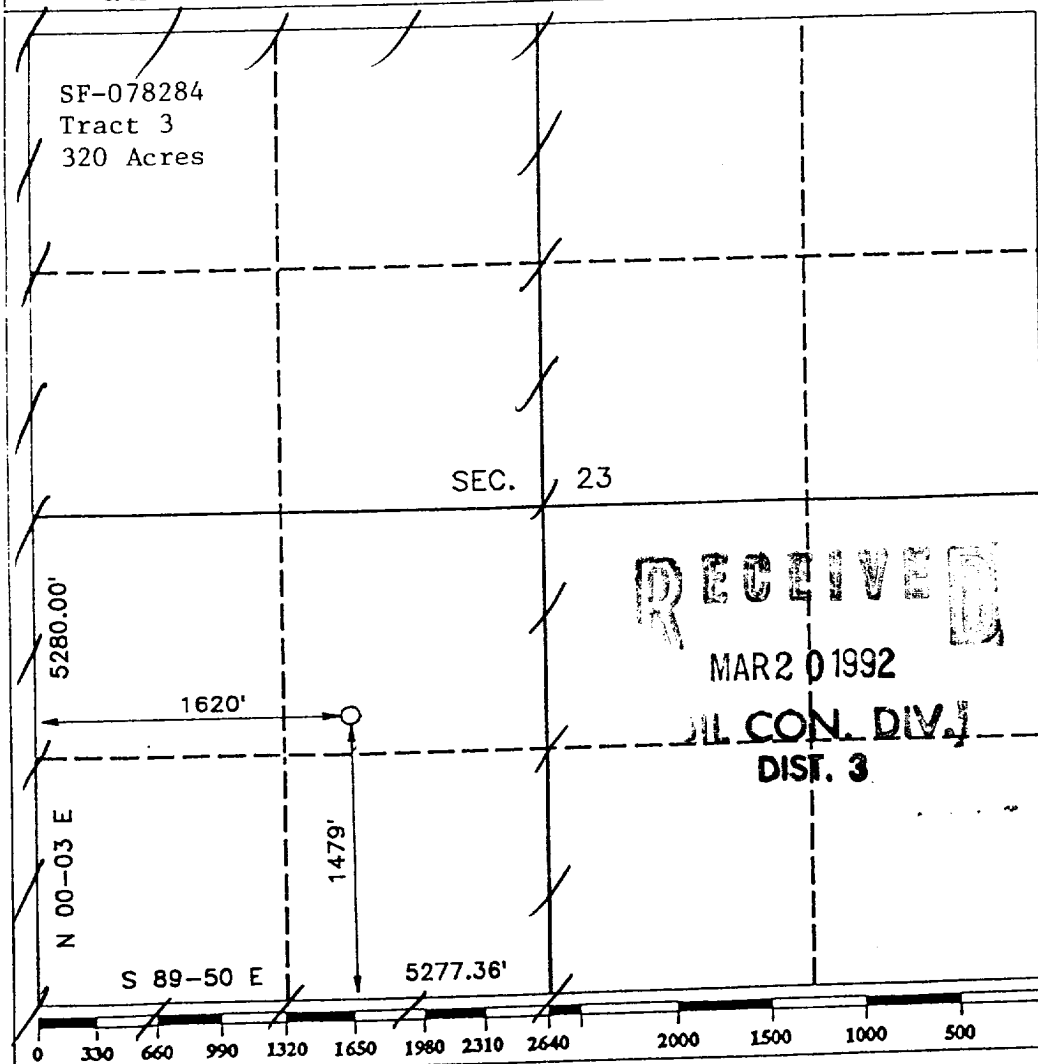 SF-078284
Tract 3
320 Acres
SEC. 23
5280.00'
RECEIVED
MAR 2 0 1992
1620'
OIL CON. DIV.
DIST. 3
1479'
N 00-03 E
S 89-50 E 5277.36'
0 330 660 990 1320 1650 1980 2310 2640 2000 1500 1000 500